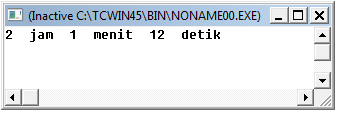 (Inactive C:\TCWIN45\BIN\NONAME00.EXE)
2 jam 1 menit 12 detik